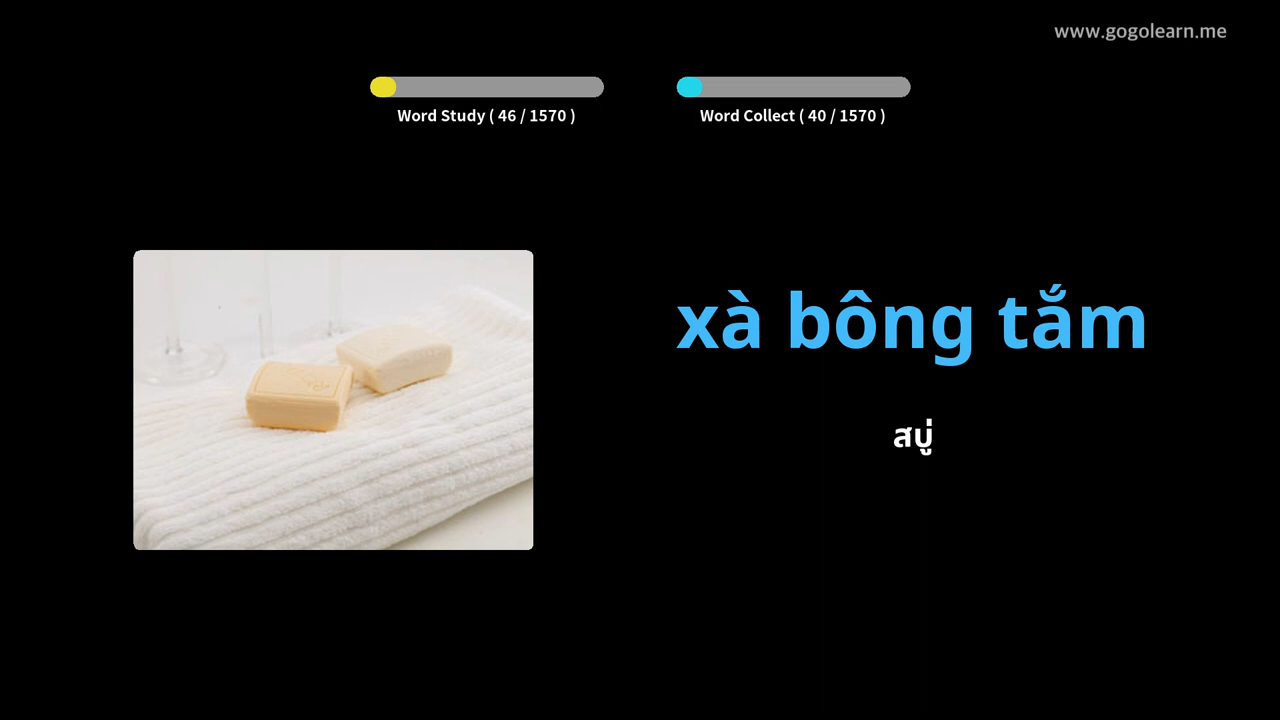 www.gogolearn.me
Word Study ( 46 / 1570 )
Word Collect ( 40 / 1570 )
xà bông tắm
สบู่